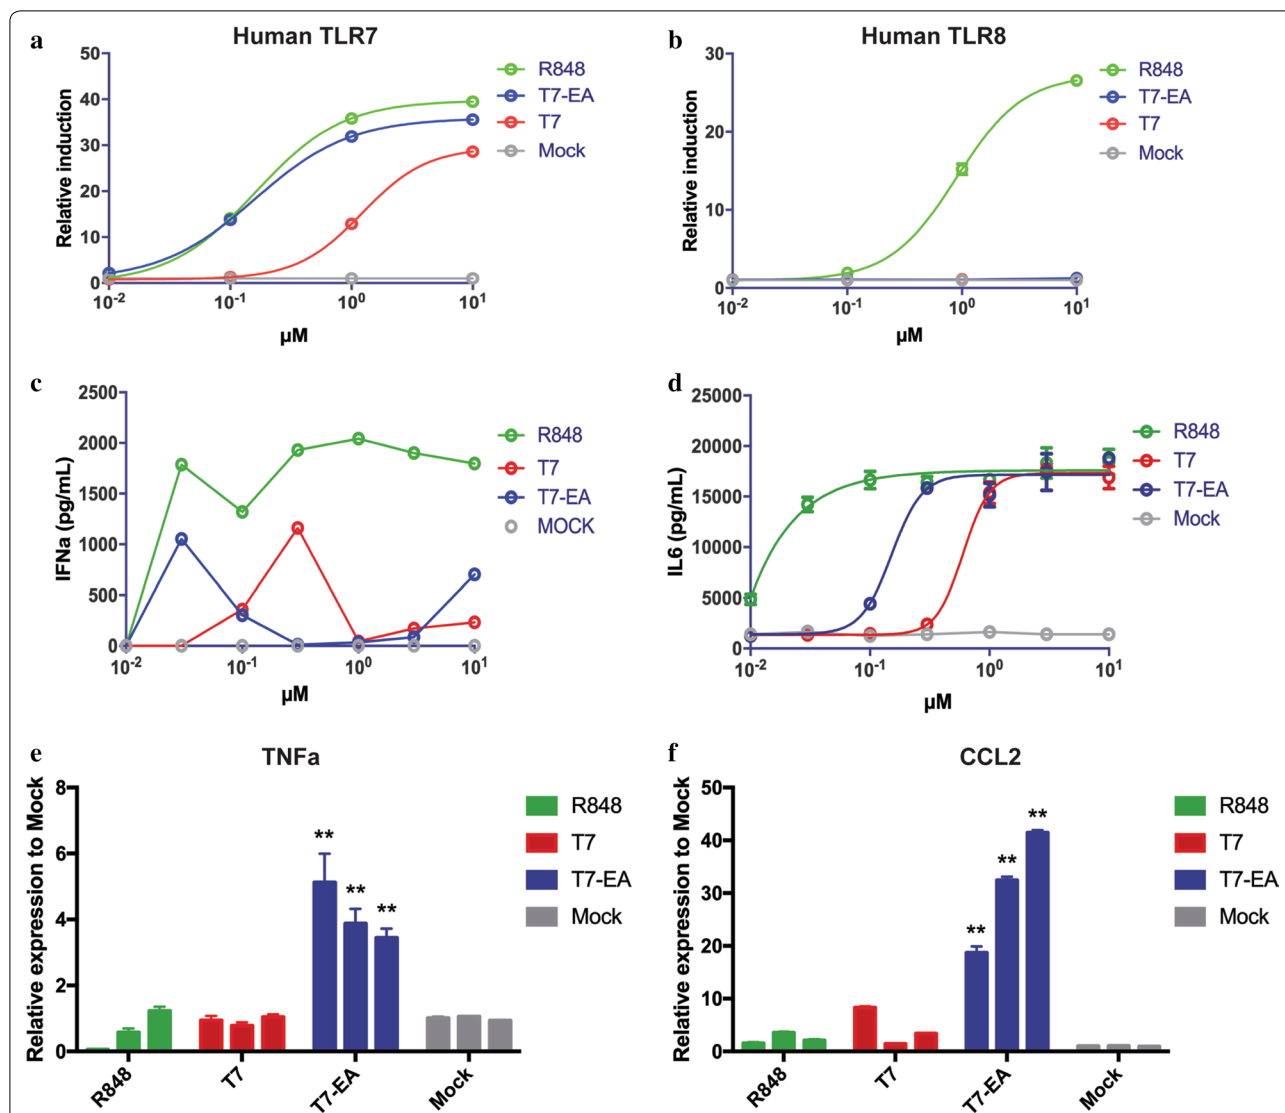 a
Human TLR7
50
40
30
20
10
0
Relative induction
10-2
10-1
100
101
µM
R848
T7-EA
T7
Mock
b
Human TLR8
30
20
10
0
Relative induction
10-2
10-1
100
101
µM
R848
T7-EA
T7
Mock
c
2500
2000
1500
1000
500
0
IFNa (pg/mL)
10-2
10-1
100
101
µM
R848
T7
T7-EA
MOCK
d
25000
20000
15000
10000
5000
0
IL6 (pg/mL)
10-2
10-1
100
101
µM
R848
T7
T7-EA
Mock
e
TNFa
8
6
4
2
0
Relative expression to Mock
**
**
**
R848
T7
T7-EA
Mock
R848
T7
T7-EA
Mock
f
CCL2
50
40
30
20
10
0
Relative expression to Mock
**
**
**
R848
T7
T7-EA
Mock
R848
T7
T7-EA
Mock